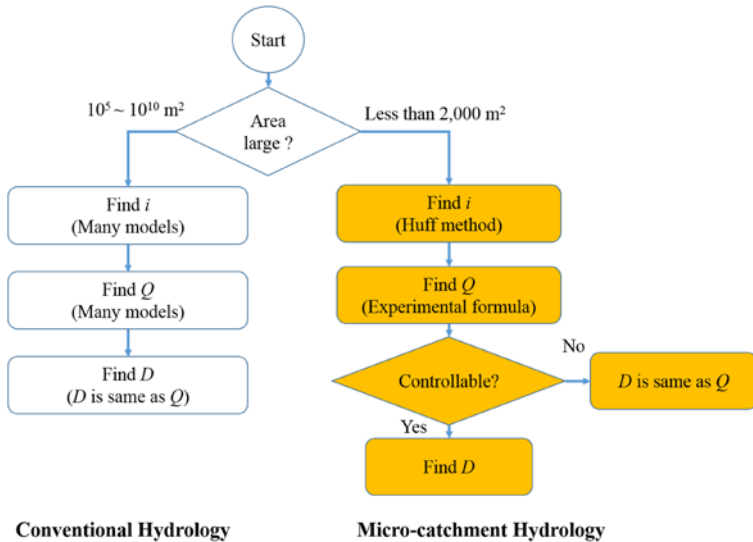 Start
10⁵ ~ 10¹⁰ m²
Area
large ?
Less than 2,000 m²
Find i
(Many models)
Find Q
(Many models)
Find D
(D is same as Q)
Find i
(Huff method)
Find Q
(Experimental formula)
Controllable?
No
D is same as Q
Yes
Find D
Conventional Hydrology
Micro-catchment Hydrology